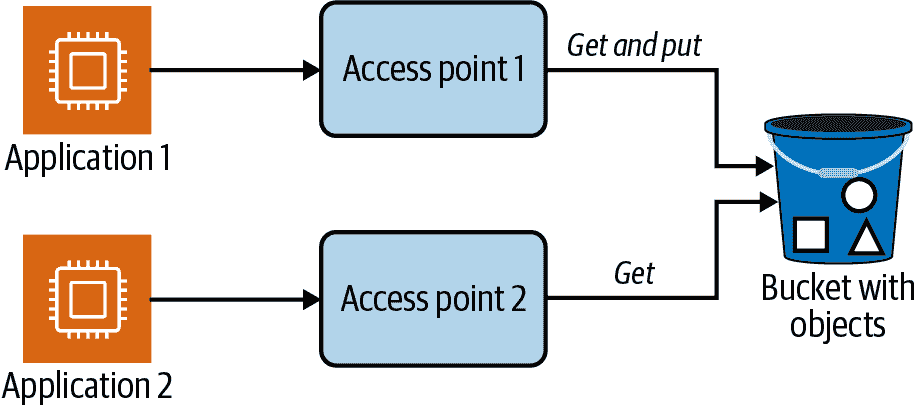 Application 1
Access point 1
Get and put
Application 2
Access point 2
Get
Bucket with
objects